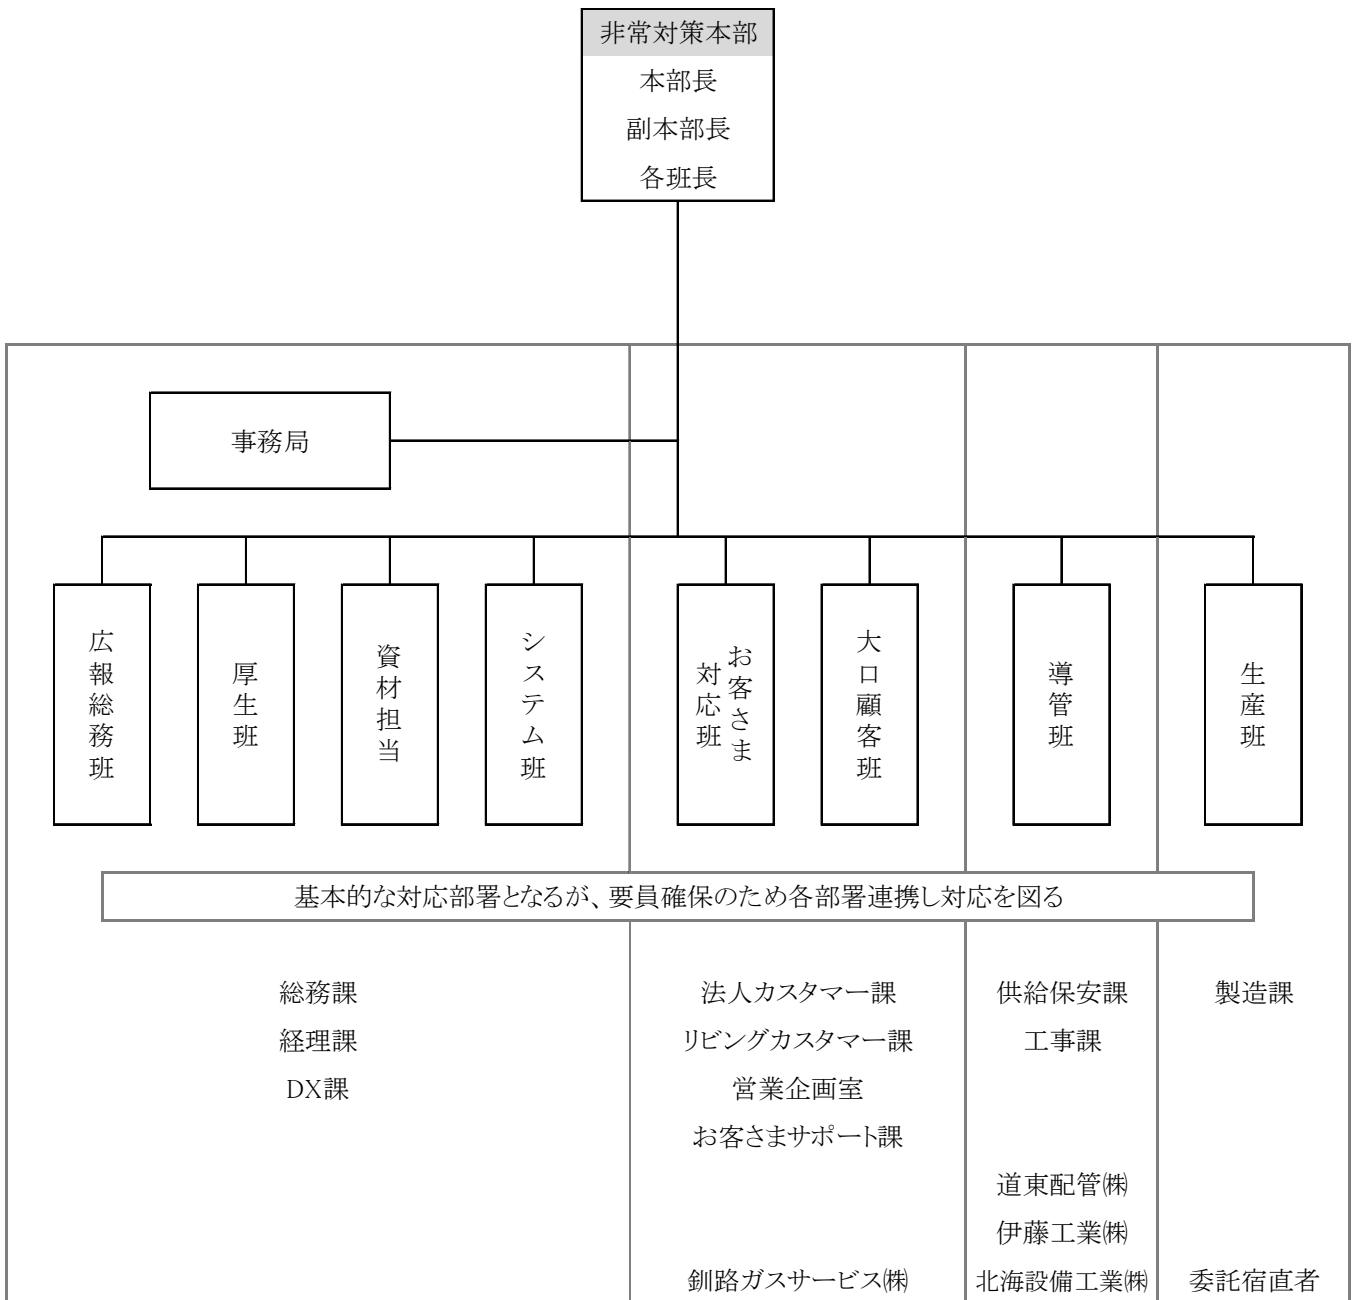 非常対策本部
本部長
副本部長
各班長
事務局
広報総務班
厚生班
資材担当
システム班
お客さま
対応班
大口顧客班
導管班
生産班
基本的な対応部署となるが、要員確保のため各部署連携し対応を図る
総務課
経理課
DX課
法人カスタマー課
リビングカスタマー課
営業企画室
お客さまサポート課
釧路ガスサービス㈱
供給保安課
工事課
道東配管㈱
伊藤工業㈱
北海設備工業㈱
製造課
委託宿直者